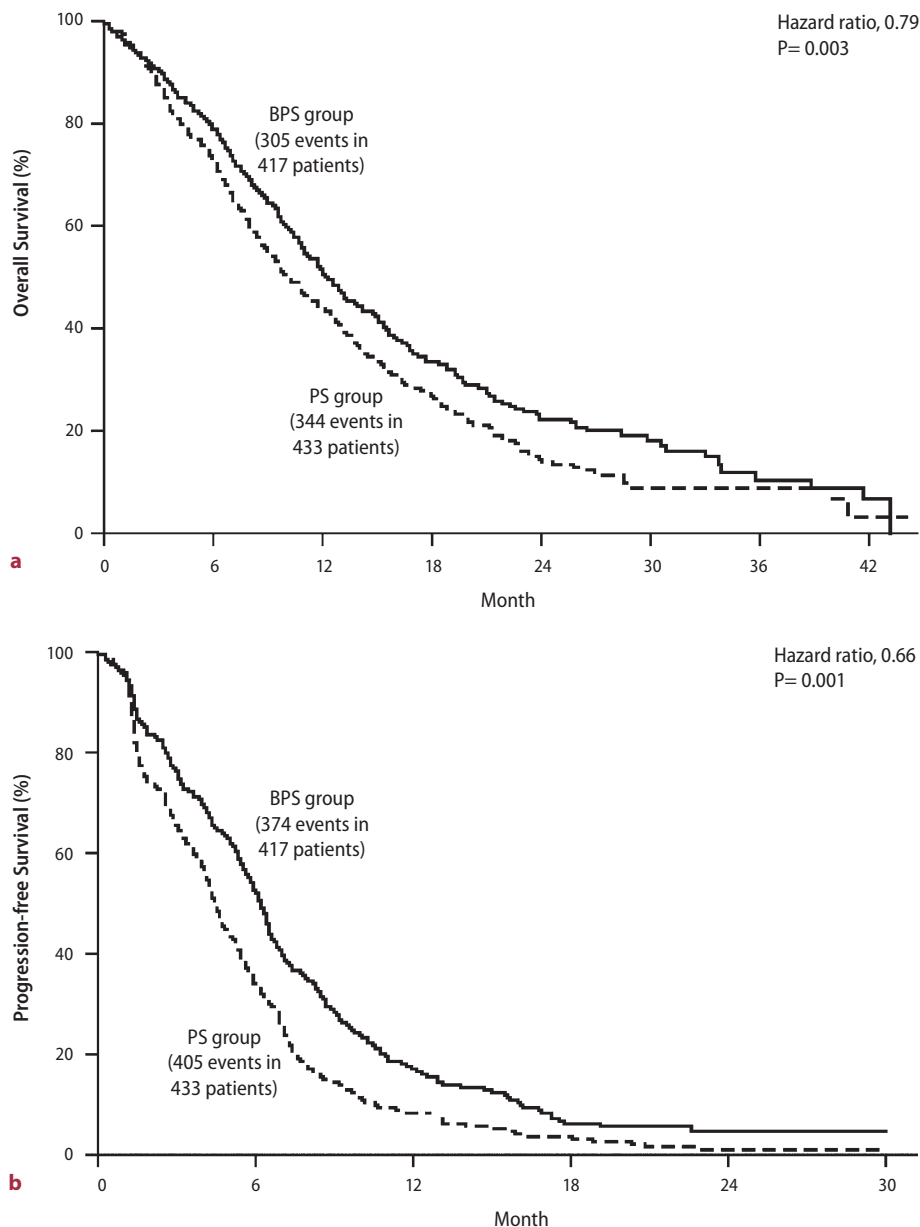 100
80
60
40
20
0
Overall Survival (%)
Hazard ratio, 0.79
P= 0.003
BPS group
(305 events in
417 patients)
PS group
(344 events in
433 patients)
0 6 12 18 24 30 36 42
a
Month
100
80
60
40
20
0
Progression-free Survival (%)
Hazard ratio, 0.66
P= 0.001
BPS group
(374 events in
417 patients)
PS group
(405 events in
433 patients)
0 6 12 18 24 30
b
Month